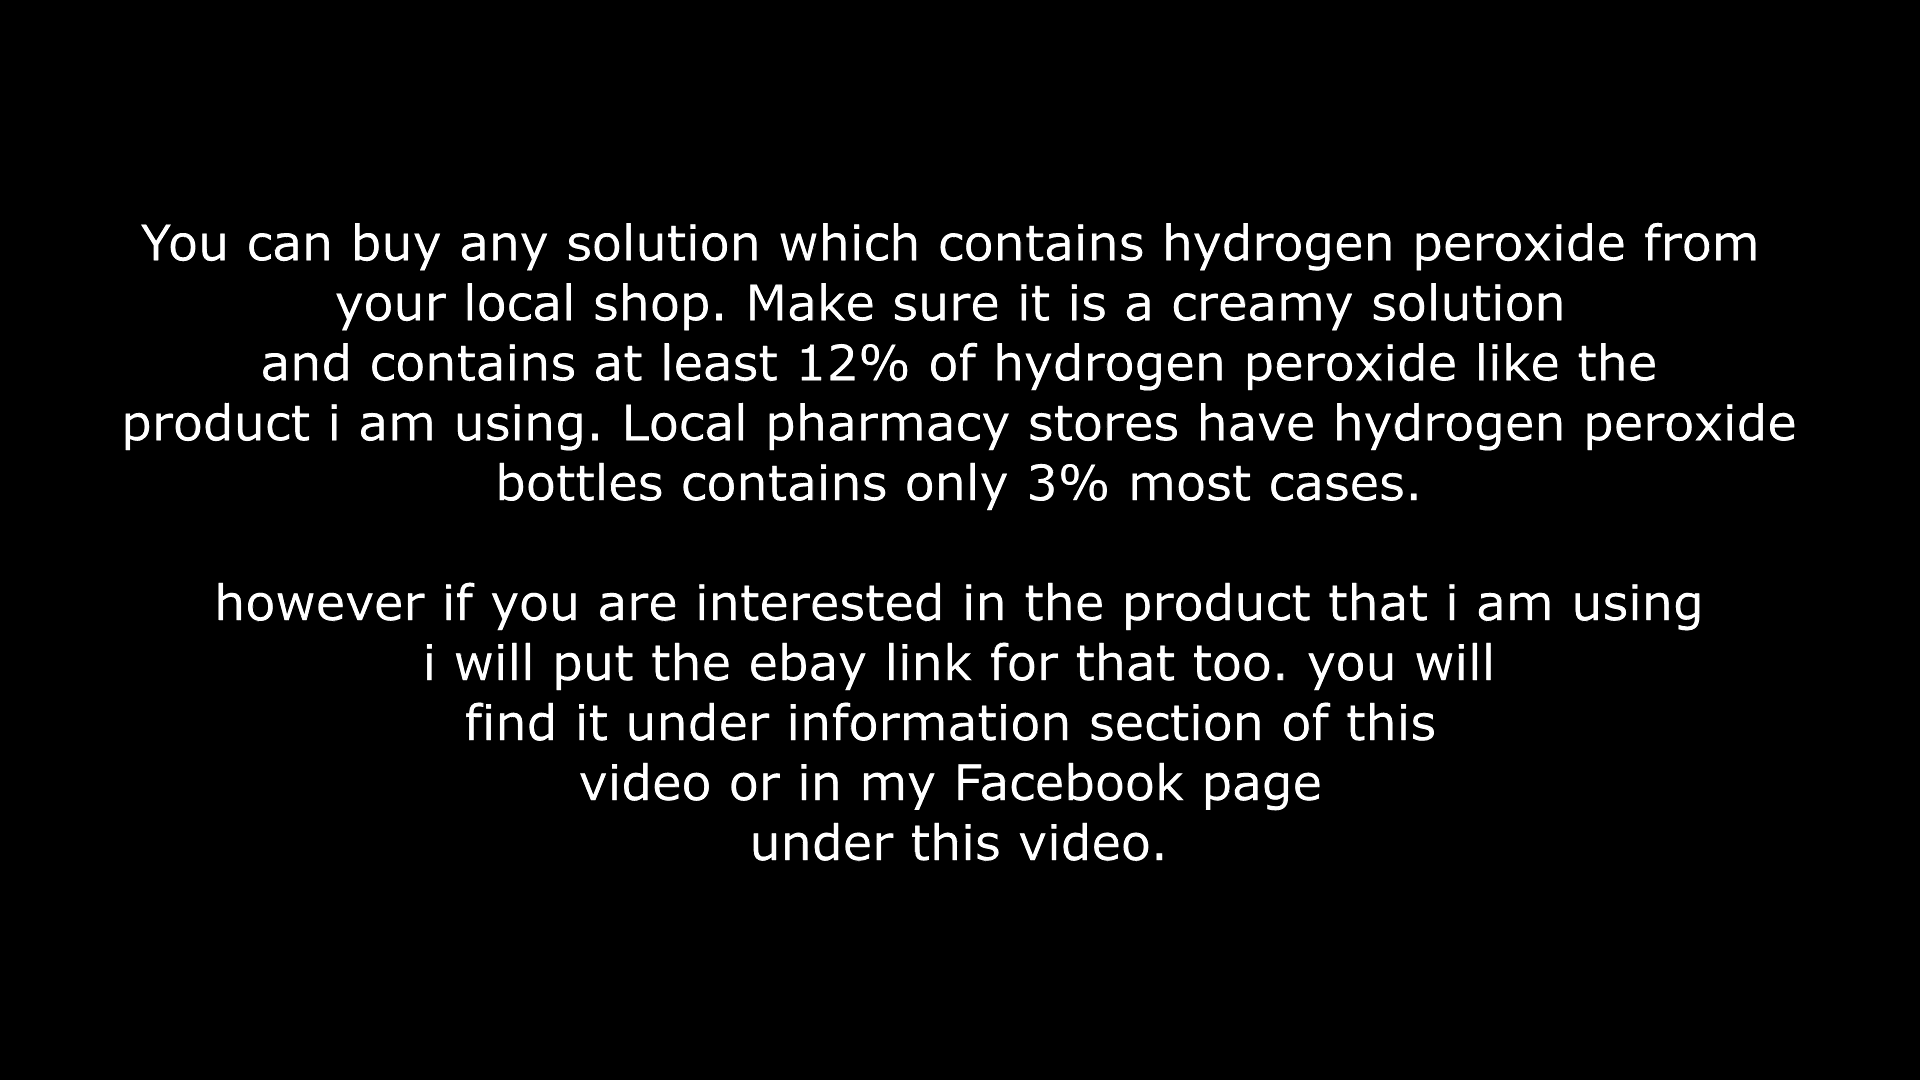 You can buy any solution which contains hydrogen peroxide from
your local shop. Make sure it is a creamy solution
and contains at least 12% of hydrogen peroxide like the
product i am using. Local pharmacy stores have hydrogen peroxide
bottles contains only 3% most cases.
however if you are interested in the product that i am using
i will put the ebay link for that too. you will
find it under information section of this
video or in my Facebook page
under this video.